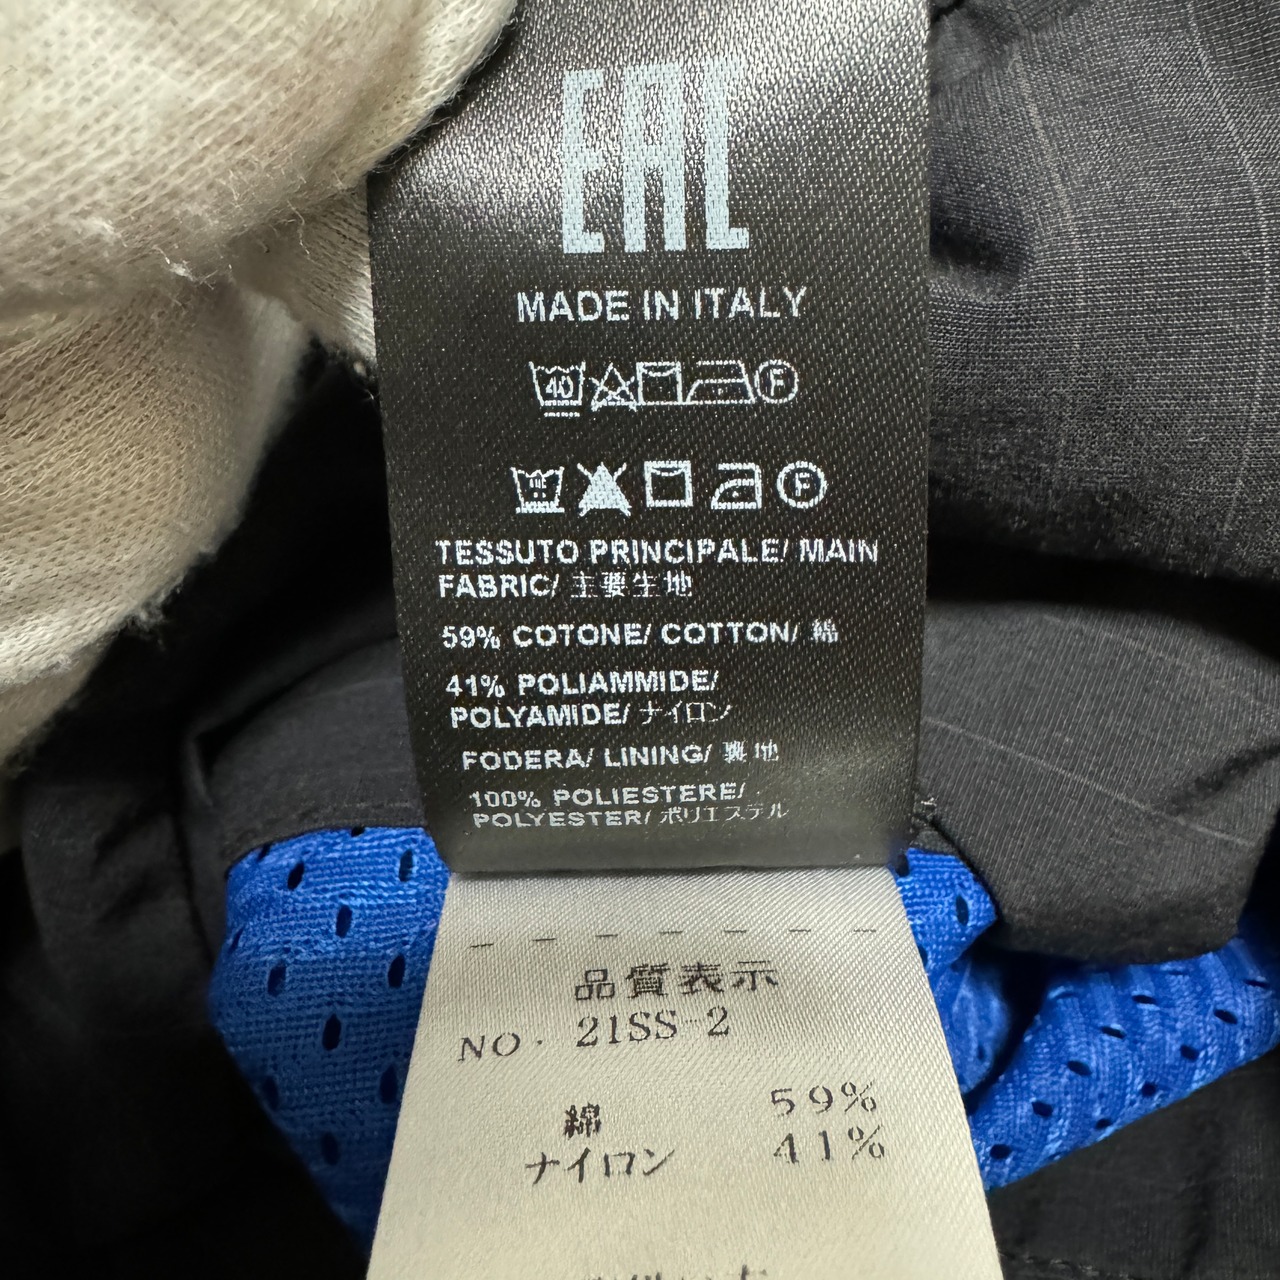 EAC
MADE IN ITALY
40
F
F
TESSUTO PRINCIPALE/ MAIN
FABRIC/ 主要生地
59% COTONE/ COTTON/ 綿
41% POLIAMMIDE/
POLYAMIDE/ ナイロン
FODERA/ LINING/ 裏地
100% POLIESTERE/
POLYESTER/ ポリエステル
品質表示
NO. 21SS-2
綿 59%
ナイロン 41%